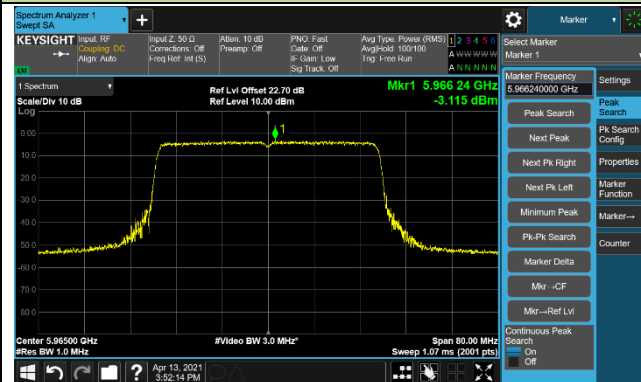 Spectrum Analyzer 1
Swept SA
+
Marker
KEYSIGHT
Input: RF
Coupling: DC
Align: Auto
Input Z: 50 Ω
Corrections: Off
Freq Ref: Int (S)
Atten: 10 dB
Preamp: Off
PNO: Fast
Gate: Off
IF Gain: Low
Sig Track: Off
Avg Type: Power (RMS)
Avg|Hold: 100/100
Trig: Free Run
1 2 3 4 5 6
A W W W W W
A N N N N N
LXI
Select Marker
Marker 1
1 Spectrum
Scale/Div 10 dB
Log
Ref Lvl Offset 22.70 dB
Ref Level 10.00 dBm
Mkr1 5.966 24 GHz
-3.115 dBm
1
0.00
-10.0
-20.0
-30.0
-40.0
-50.0
-60.0
-70.0
-80.0
Center 5.96500 GHz
#Res BW 1.0 MHz
#Video BW 3.0 MHz*
Span 80.00 MHz
Sweep 1.07 ms (2001 pts)
Marker Frequency
5.966240000 GHz
Peak Search
Next Peak
Next Pk Right
Next Pk Left
Minimum Peak
Pk-Pk Search
Marker Delta
Mkr→CF
Mkr→Ref Lvl
Continuous Peak
Search
On
Off
Settings
Peak
Search
Pk Search
Config
Properties
Marker
Function
Marker→
Counter
?
Apr 13, 2021
3:52:14 PM